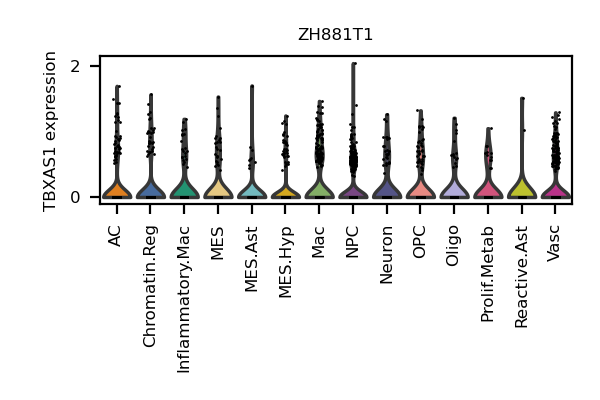 ZH881T1
TBXAS1 expression
2
0
AC
Chromatin.Reg
Inflammatory.Mac
MES
MES.Ast
MES.Hyp
Mac
NPC
Neuron
OPC
Oligo
Prolif.Metab
Reactive.Ast
Vasc